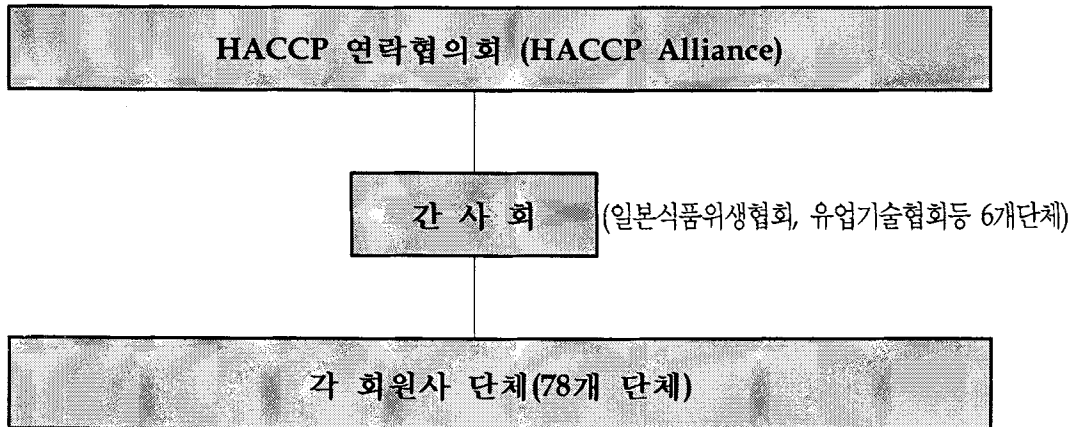 HACCP 연락협의회 (HACCP Alliance)
간 사 회 (일본식품위생협회, 유업기술협회등 6개단체)
각 회원사 단체(78개 단체)